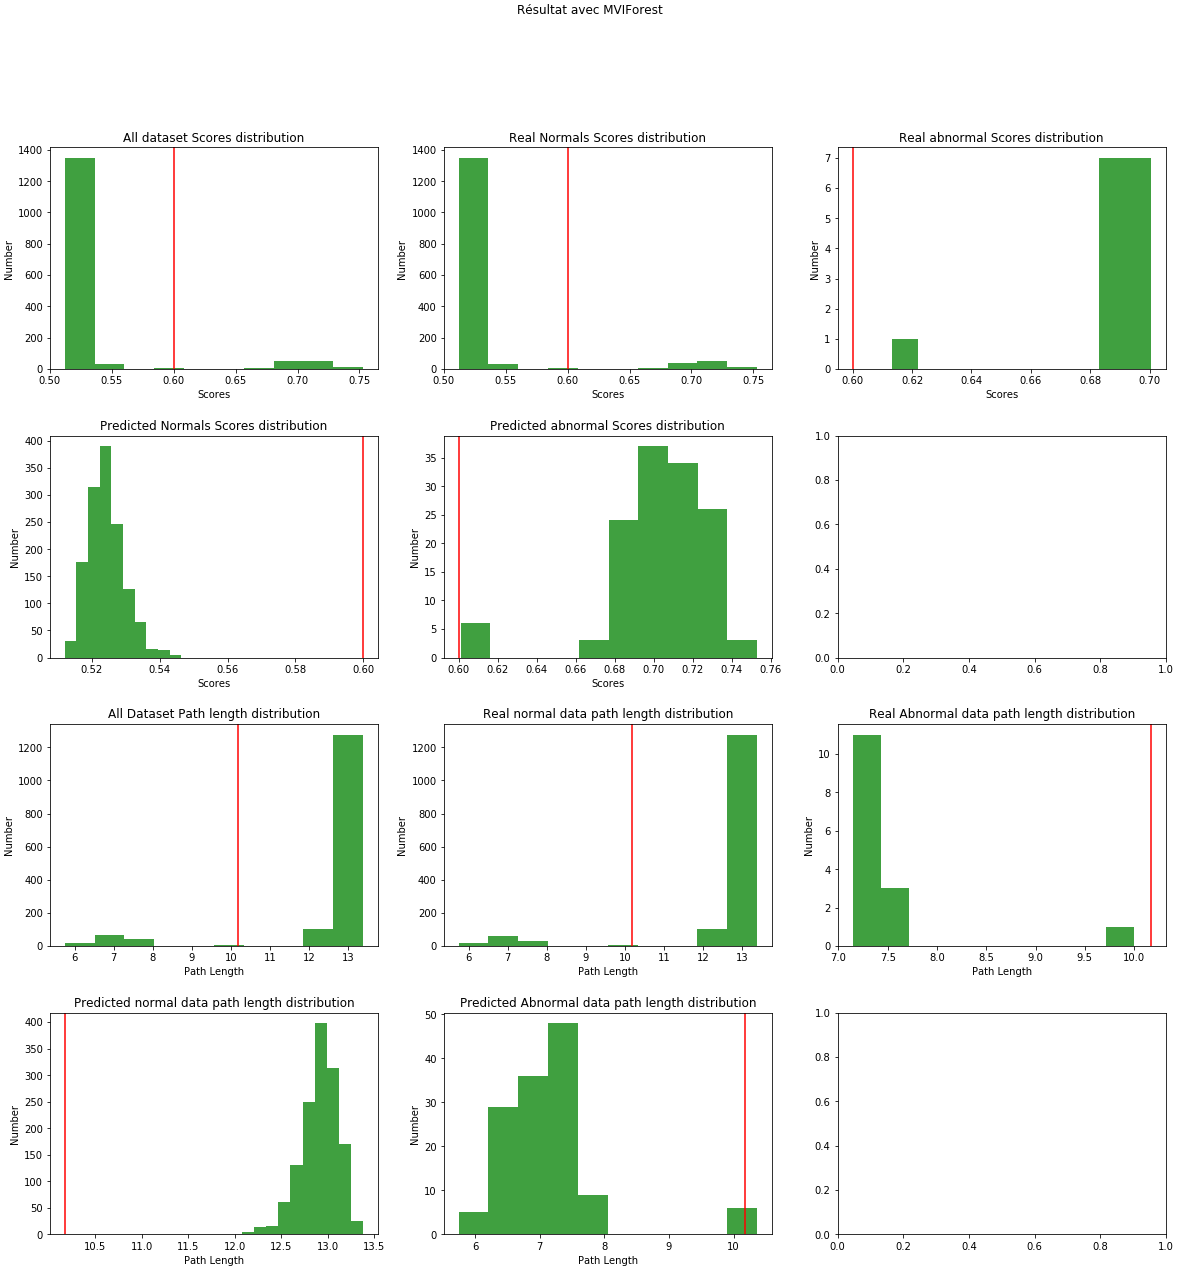 Résultat avec MVIForest
All dataset Scores distribution
Number
1400
1200
1000
800
600
400
200
0
0.50 0.55 0.60 0.65 0.70 0.75
Scores
Real Normals Scores distribution
Number
1400
1200
1000
800
600
400
200
0
0.50 0.55 0.60 0.65 0.70 0.75
Scores
Real abnormal Scores distribution
Number
7
6
5
4
3
2
1
0
0.60 0.62 0.64 0.66 0.68 0.70
Scores
Predicted Normals Scores distribution
Number
400
350
300
250
200
150
100
50
0
0.52 0.54 0.56 0.58 0.60
Scores
Predicted abnormal Scores distribution
Number
35
30
25
20
15
10
5
0
0.60 0.62 0.64 0.66 0.68 0.70 0.72 0.74 0.76
Scores
1.0
0.8
0.6
0.4
0.2
0.0
0.0 0.2 0.4 0.6 0.8 1.0
All Dataset Path length distribution
Number
1200
1000
800
600
400
200
0
6 7 8 9 10 11 12 13
Path Length
Real normal data path length distribution
Number
1200
1000
800
600
400
200
0
6 7 8 9 10 11 12 13
Path Length
Real Abnormal data path length distribution
Number
10
8
6
4
2
0
7.0 7.5 8.0 8.5 9.0 9.5 10.0
Path Length
Predicted normal data path length distribution
Number
400
350
300
250
200
150
100
50
0
10.5 11.0 11.5 12.0 12.5 13.0 13.5
Path Length
Predicted Abnormal data path length distribution
Number
50
40
30
20
10
0
6 7 8 9 10
Path Length
1.0
0.8
0.6
0.4
0.2
0.0
0.0 0.2 0.4 0.6 0.8 1.0